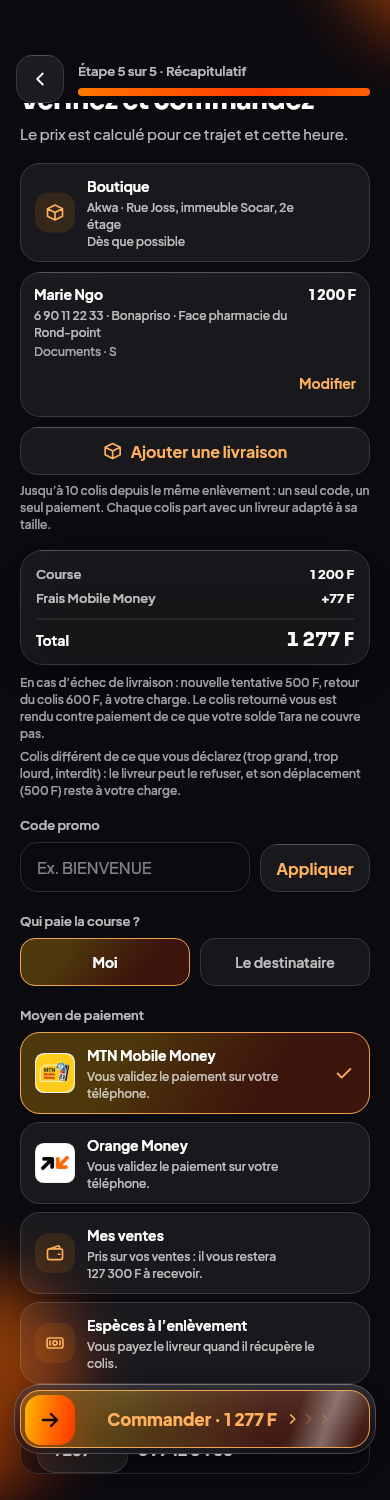 Étape 5 sur 5 · Récapitulatif
Vérifiez et commandez
Le prix est calculé pour ce trajet et cette heure.
Boutique
Akwa · Rue Joss, immeuble Socar, 2e
étage
Dès que possible
Marie Ngo 1 200 F
6 90 11 22 33 · Bonapriso · Face pharmacie du
Rond-point
Documents · S
Modifier
Ajouter une livraison
Jusqu’à 10 colis depuis le même enlèvement : un seul code, un
seul paiement. Chaque colis part avec un livreur adapté à sa
taille.
Course 1 200 F
Frais Mobile Money +77 F
Total 1 277 F
En cas d’échec de livraison : nouvelle tentative 500 F, retour
du colis 600 F, à votre charge. Le colis retourné vous est
rendu contre paiement de ce que votre solde Tara ne couvre
pas.
Colis différent de ce que vous déclarez (trop grand, trop
lourd, interdit) : le livreur peut le refuser, et son déplacement
(500 F) reste à votre charge.
Code promo
Ex. BIENVENUE Appliquer
Qui paie la course ?
Moi Le destinataire
Moyen de paiement
MTN Mobile Money
Vous validez le paiement sur votre
téléphone.
Orange Money
Vous validez le paiement sur votre
téléphone.
Mes ventes
Pris sur vos ventes : il vous restera
127 300 F à recevoir.
Espèces à l’enlèvement
Vous payez le livreur quand il récupère le
colis.
Commander · 1 277 F